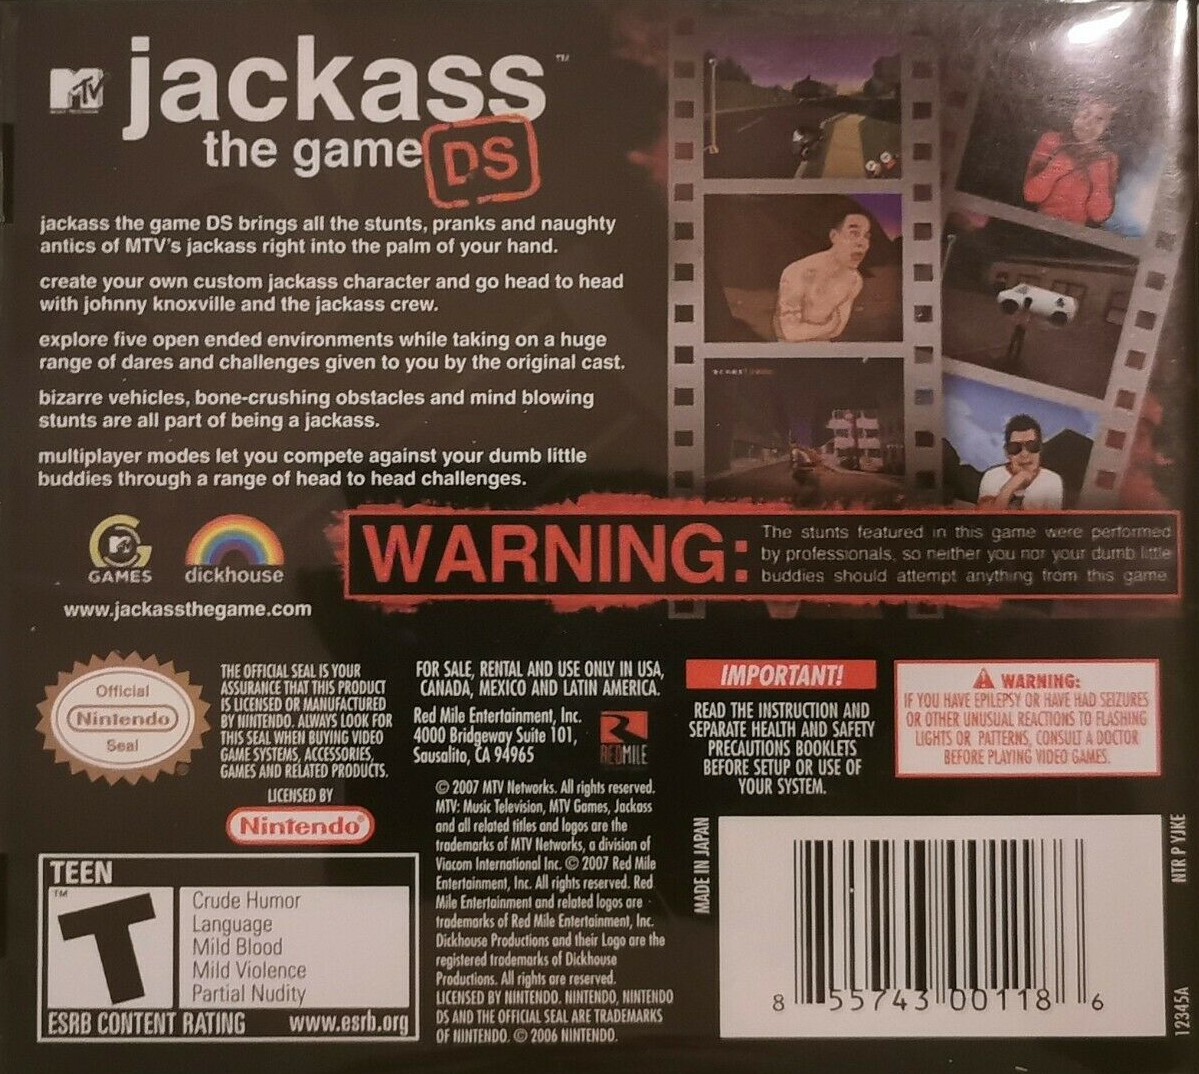 MTV
jackass™
the game DS
jackass the game DS brings all the stunts, pranks and naughty
antics of MTV's jackass right into the palm of your hand.
create your own custom jackass character and go head to head
with johnny knoxville and the jackass crew.
explore five open ended environments while taking on a huge
range of dares and challenges given to you by the original cast.
bizarre vehicles, bone-crushing obstacles and mind blowing
stunts are all part of being a jackass.
multiplayer modes let you compete against your dumb little
buddies through a range of head to head challenges.
GAMES
dickhouse
www.jackassthegame.com
WARNING:
The stunts featured in this game were performed
by professionals, so neither you nor your dumb little
buddies should attempt anything from this game
Official
Nintendo
Seal
THE OFFICIAL SEAL IS YOUR
ASSURANCE THAT THIS PRODUCT
IS LICENSED OR MANUFACTURED
BY NINTENDO. ALWAYS LOOK FOR
THIS SEAL WHEN BUYING VIDEO
GAME SYSTEMS, ACCESSORIES,
GAMES AND RELATED PRODUCTS.
LICENSED BY
Nintendo®
FOR SALE, RENTAL AND USE ONLY IN USA,
CANADA, MEXICO AND LATIN AMERICA.
Red Mile Entertainment, Inc.
4000 Bridgeway Suite 101,
Sausalito, CA 94965
REDMILE
© 2007 MTV Networks. All rights reserved.
MTV: Music Television, MTV Games, Jackass
and all related titles and logos are the
trademarks of MTV Networks, a division of
Viacom International Inc. © 2007 Red Mile
Entertainment, Inc. All rights reserved. Red
Mile Entertainment and related logos are
trademarks of Red Mile Entertainment, Inc.
Dickhouse Productions and their Logo are the
registered trademarks of Dickhouse
Productions. All rights are reserved.
LICENSED BY NINTENDO. NINTENDO, NINTENDO
DS AND THE OFFICIAL SEAL ARE TRADEMARKS
OF NINTENDO. © 2006 NINTENDO.
IMPORTANT!
READ THE INSTRUCTION AND
SEPARATE HEALTH AND SAFETY
PRECAUTIONS BOOKLETS
BEFORE SETUP OR USE OF
YOUR SYSTEM.
WARNING:
IF YOU HAVE EPILEPSY OR HAVE HAD SEIZURES
OR OTHER UNUSUAL REACTIONS TO FLASHING
LIGHTS OR PATTERNS, CONSULT A DOCTOR
BEFORE PLAYING VIDEO GAMES.
TEEN
T
TM
Crude Humor
Language
Mild Blood
Mild Violence
Partial Nudity
ESRB CONTENT RATING www.esrb.org
MADE IN JAPAN
8 55743 00118 6
NTR P YJKE
12345A